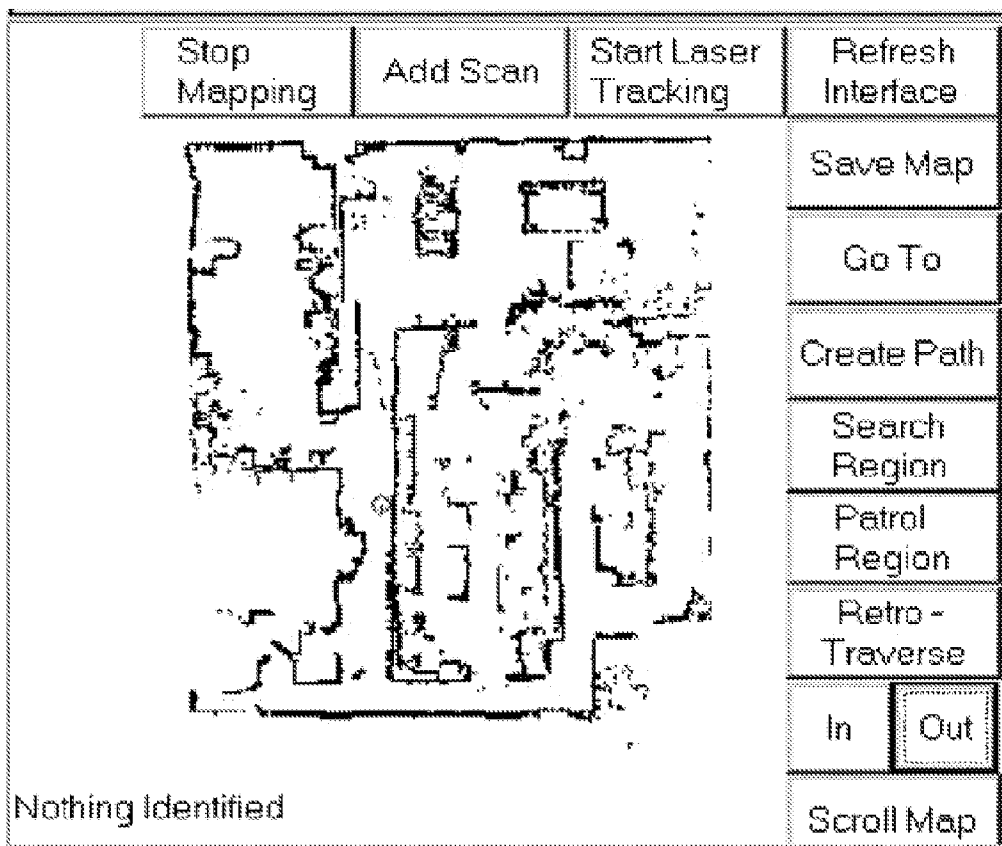 Stop
Mapping
Add Scan
Start Laser
Tracking
Refresh
Interface
Save Map
Go To
Create Path
Search
Region
Patrol
Region
Retro -
Traverse
In
Out
Scroll Map
Nothing Identified